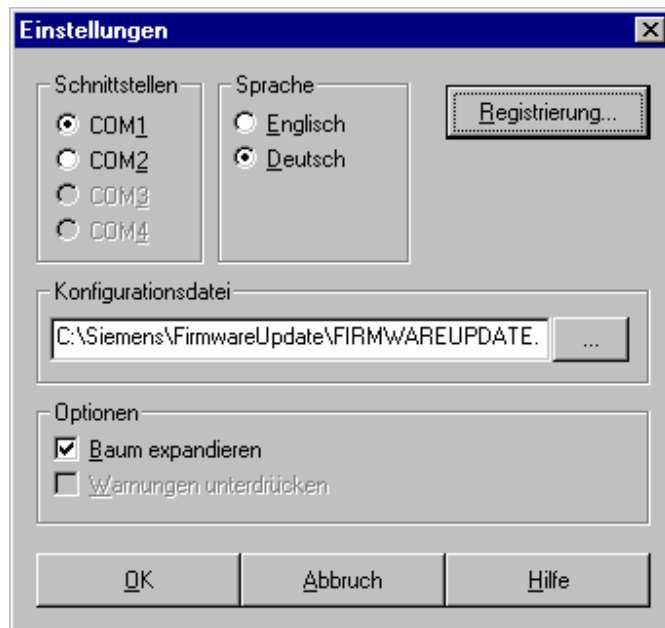 Einstellungen
Schnittstellen
COM1
COM2
COM3
COM4
Sprache
Englisch
Deutsch
Registrierung...
Konfigurationsdatei
C:\Siemens\FirmwareUpdate\FIRMWAREUPDATE.
...
Optionen
Baum expandieren
Warnungen unterdrücken
OK
Abbruch
Hilfe